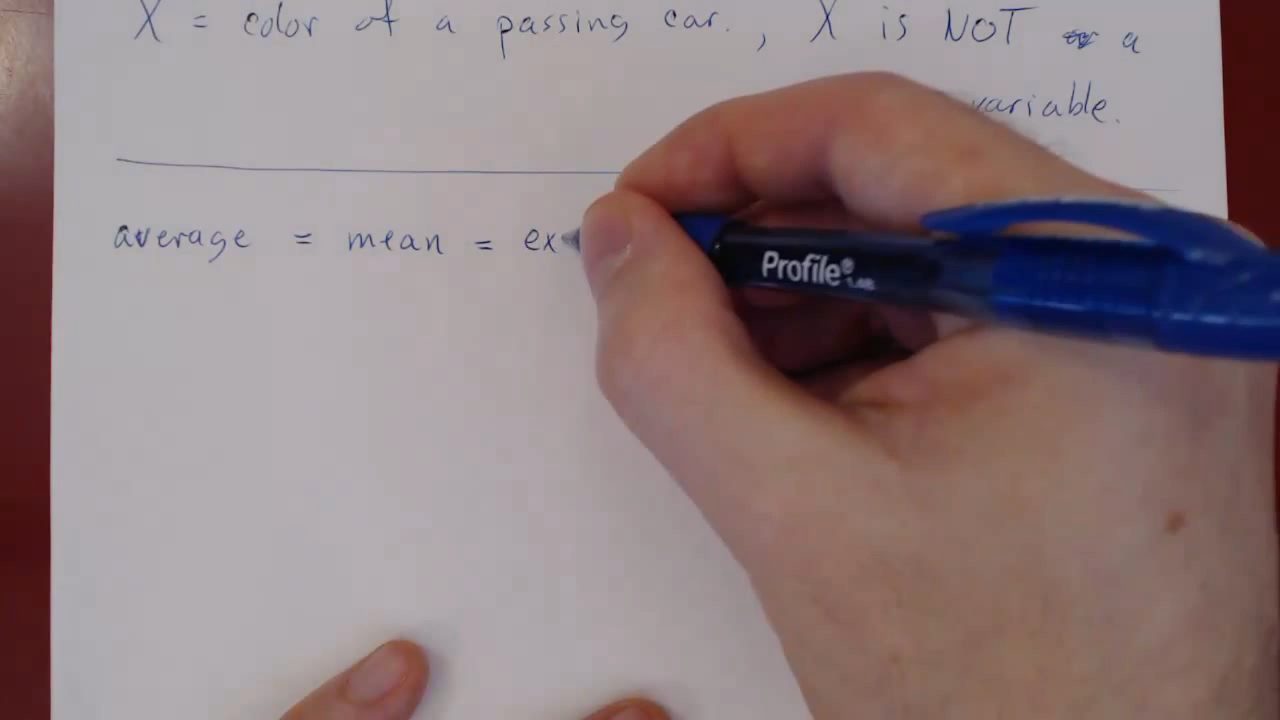 X = color of a passing car. , X is NOT a
variable.
average = mean = ex
Profile®